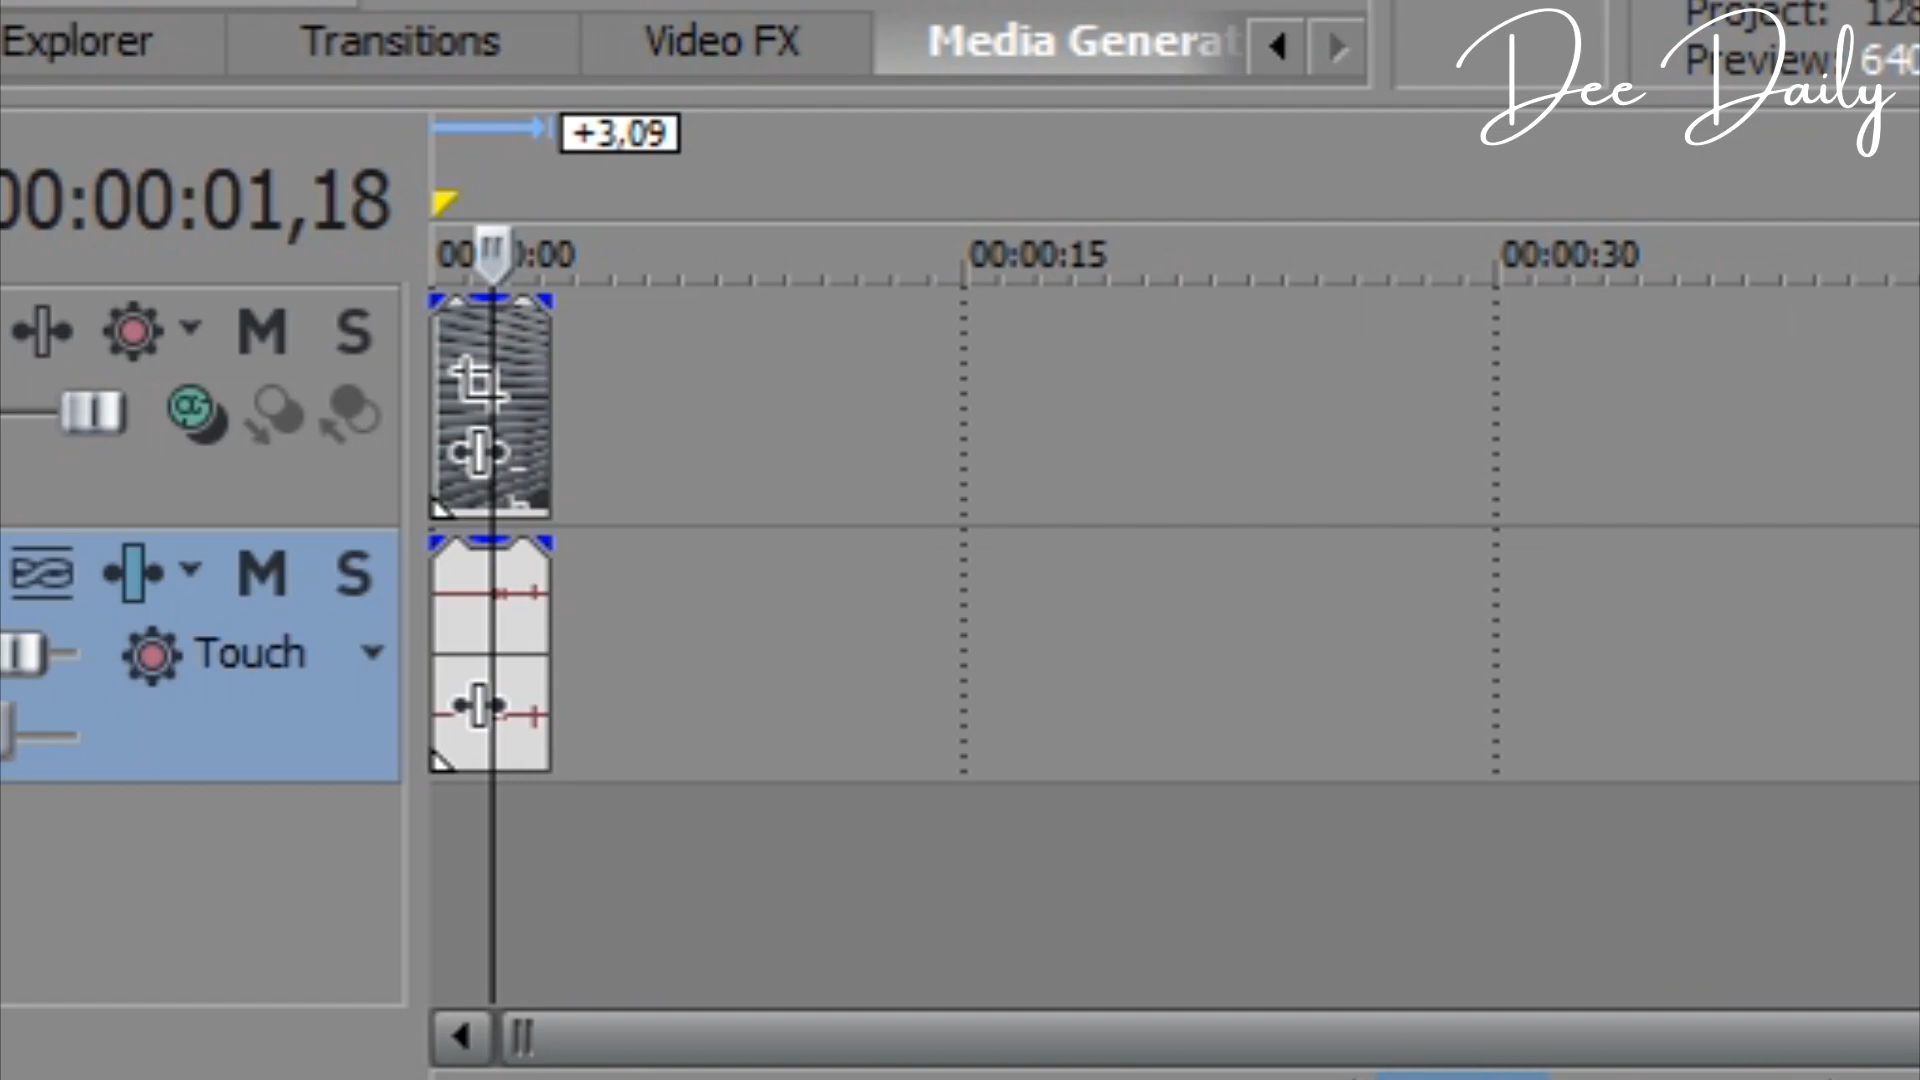 Explorer
Transitions
Video FX
Media Generat
Project: 128
Preview: 640
Dee Daily
+3,09
00:00:01,18
00:00:15
00:00:30
M S
M S
Touch